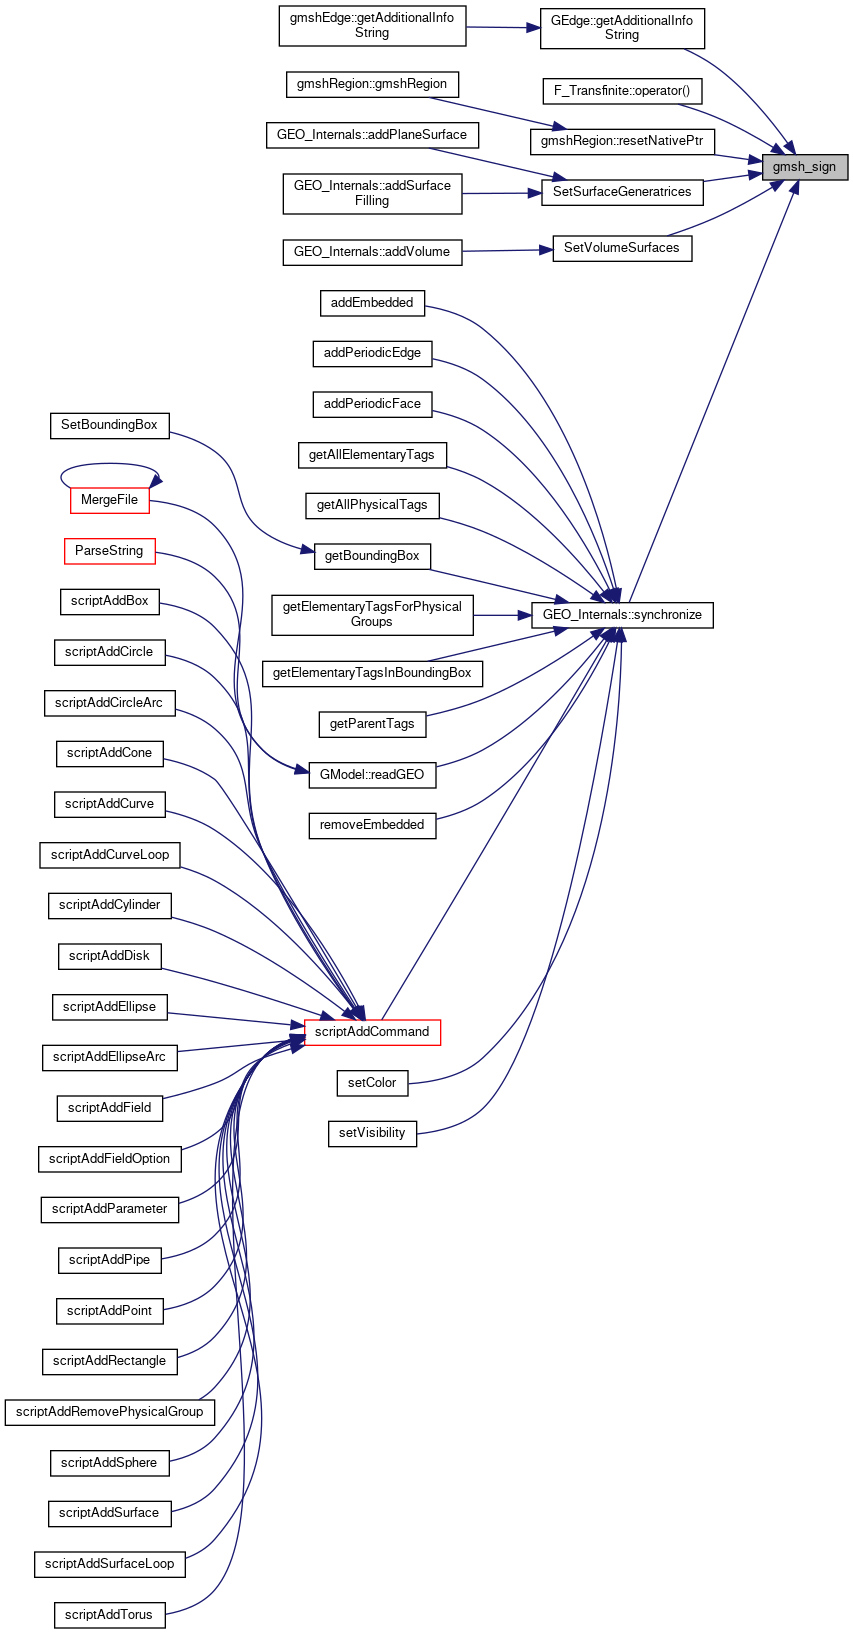 gmshEdge::getAdditionalInfo
String
GEdge::getAdditionalInfo
String
gmshRegion::gmshRegion
F_Transfinite::operator()
GEO_Internals::addPlaneSurface
gmshRegion::resetNativePtr
gmsh_sign
GEO_Internals::addSurface
Filling
SetSurfaceGeneratrices
GEO_Internals::addVolume
SetVolumeSurfaces
addEmbedded
addPeriodicEdge
addPeriodicFace
SetBoundingBox
getAllElementaryTags
MergeFile
getAllPhysicalTags
ParseString
getBoundingBox
scriptAddBox
getElementaryTagsForPhysical
Groups
GEO_Internals::synchronize
scriptAddCircle
getElementaryTagsInBoundingBox
scriptAddCircleArc
getParentTags
scriptAddCone
GModel::readGEO
scriptAddCurve
removeEmbedded
scriptAddCurveLoop
scriptAddCylinder
scriptAddDisk
scriptAddEllipse
scriptAddCommand
scriptAddEllipseArc
setColor
scriptAddField
setVisibility
scriptAddFieldOption
scriptAddParameter
scriptAddPipe
scriptAddPoint
scriptAddRectangle
scriptAddRemovePhysicalGroup
scriptAddSphere
scriptAddSurface
scriptAddSurfaceLoop
scriptAddTorus